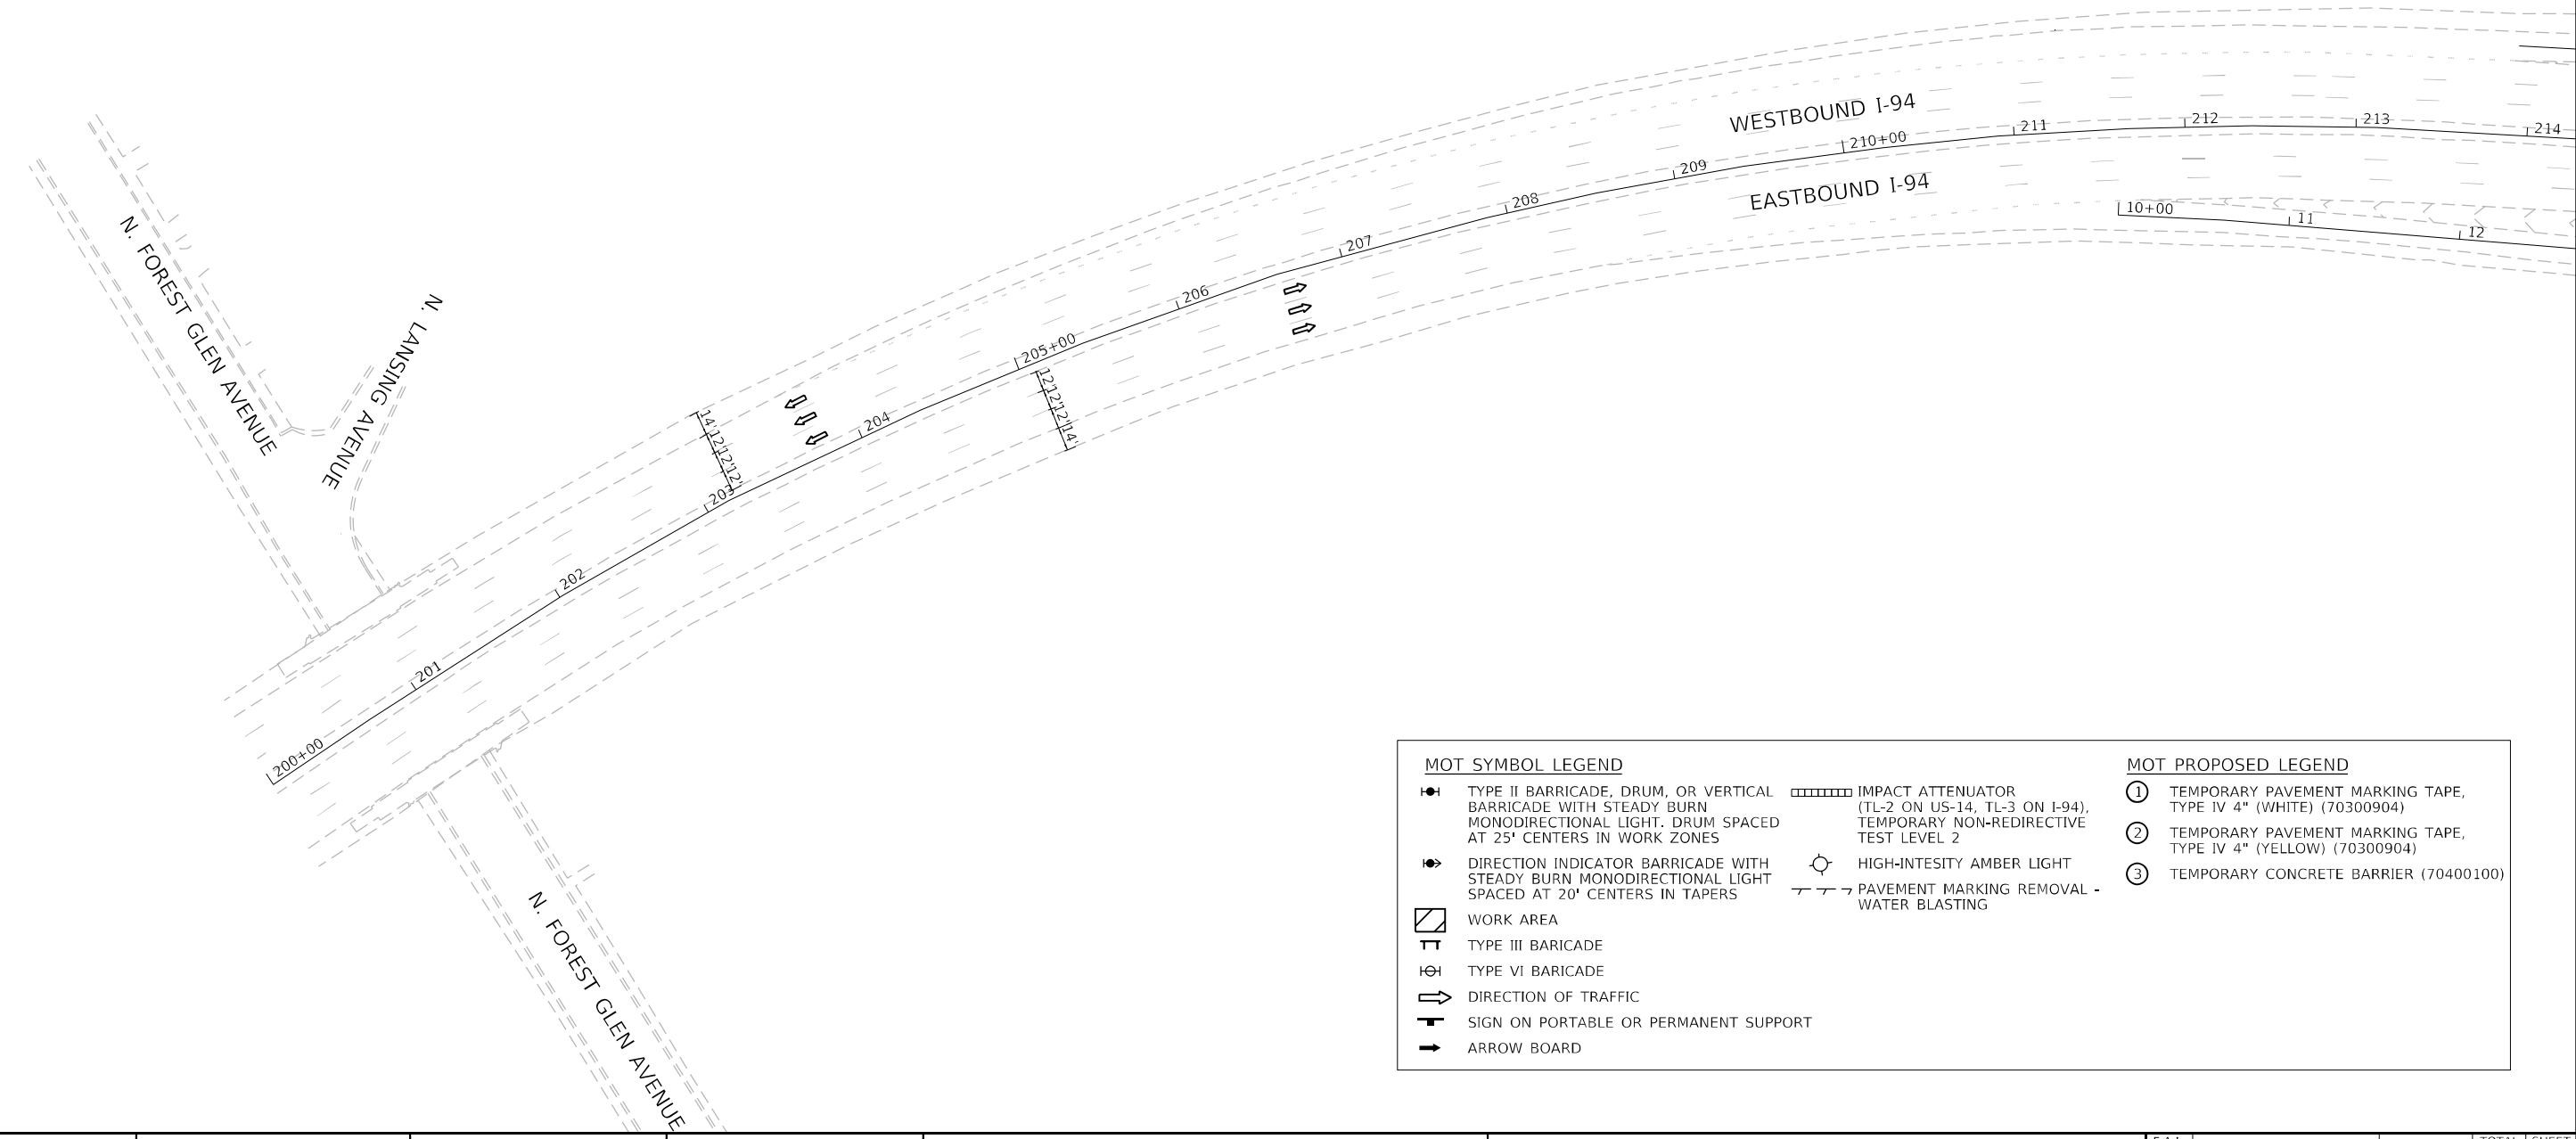 WESTBOUND I-94
EASTBOUND I-94
N. FOREST GLEN AVENUE
N. LANSING AVENUE
200+00
201
202
203
204
205+00
206
207
208
209
210+00
211
212
213
214
10+00
11
12
14' 12' 12' 12'
12' 12' 12' 14'
N. FOREST GLEN AVENUE
MOT SYMBOL LEGEND
TYPE II BARRICADE, DRUM, OR VERTICAL
BARRICADE WITH STEADY BURN
MONODIRECTIONAL LIGHT. DRUM SPACED
AT 25' CENTERS IN WORK ZONES
DIRECTION INDICATOR BARRICADE WITH
STEADY BURN MONODIRECTIONAL LIGHT
SPACED AT 20' CENTERS IN TAPERS
WORK AREA
TYPE III BARICADE
TYPE VI BARICADE
DIRECTION OF TRAFFIC
SIGN ON PORTABLE OR PERMANENT SUPPORT
ARROW BOARD
IMPACT ATTENUATOR
(TL-2 ON US-14, TL-3 ON I-94),
TEMPORARY NON-REDIRECTIVE
TEST LEVEL 2
HIGH-INTESITY AMBER LIGHT
PAVEMENT MARKING REMOVAL -
WATER BLASTING
MOT PROPOSED LEGEND
1 TEMPORARY PAVEMENT MARKING TAPE,
TYPE IV 4" (WHITE) (70300904)
2 TEMPORARY PAVEMENT MARKING TAPE,
TYPE IV 4" (YELLOW) (70300904)
3 TEMPORARY CONCRETE BARRIER (70400100)